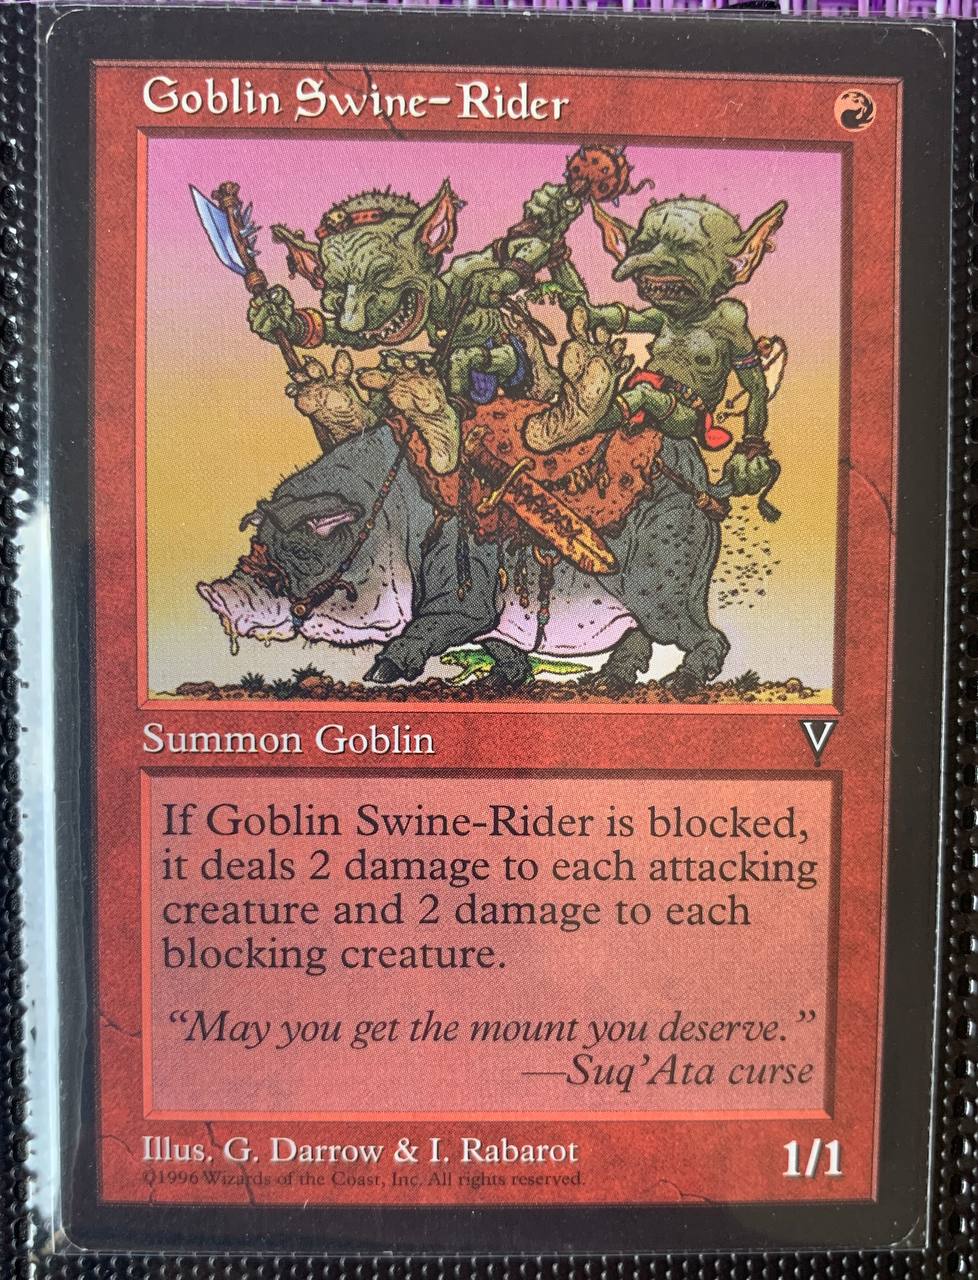 Goblin Swine-Rider
Summon Goblin
V
If Goblin Swine-Rider is blocked,
it deals 2 damage to each attacking
creature and 2 damage to each
blocking creature.
“May you get the mount you deserve.”
—Suq’Ata curse
Illus. G. Darrow & I. Rabarot
1/1
©1996 Wizards of the Coast, Inc. All rights reserved.